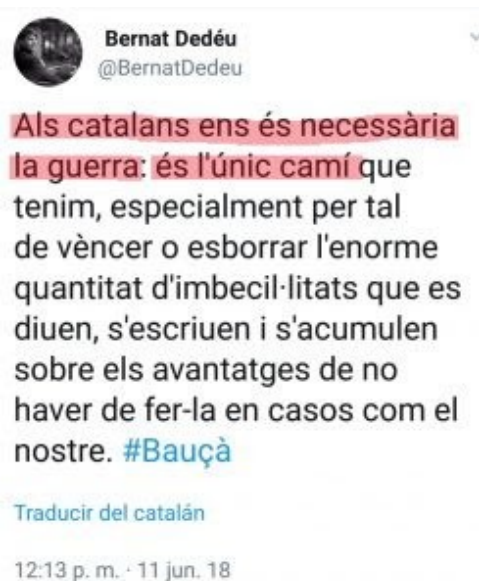 Bernat Dedéu
@BernatDedeu
Als catalans ens és necessària
la guerra: és l'únic camí que
tenim, especialment per tal
de vèncer o esborrar l'enorme
quantitat d'imbecil·litats que es
diuen, s'escriuen i s'acumulen
sobre els avantatges de no
haver de fer-la en casos com el
nostre. #Bauçà
Traducir del catalán
12:13 p. m. · 11 jun. 18